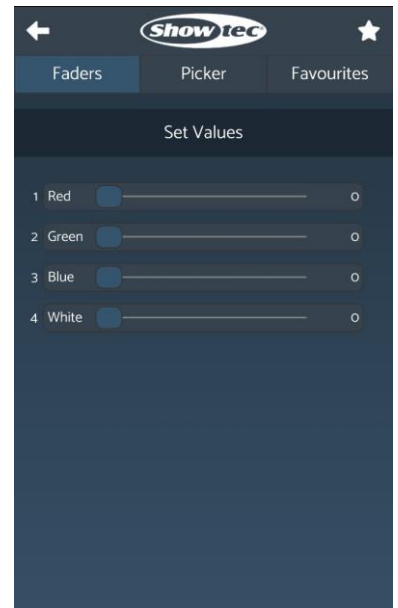 Showtec
Faders Picker Favourites
Set Values
1 Red 0
2 Green 0
3 Blue 0
4 White 0